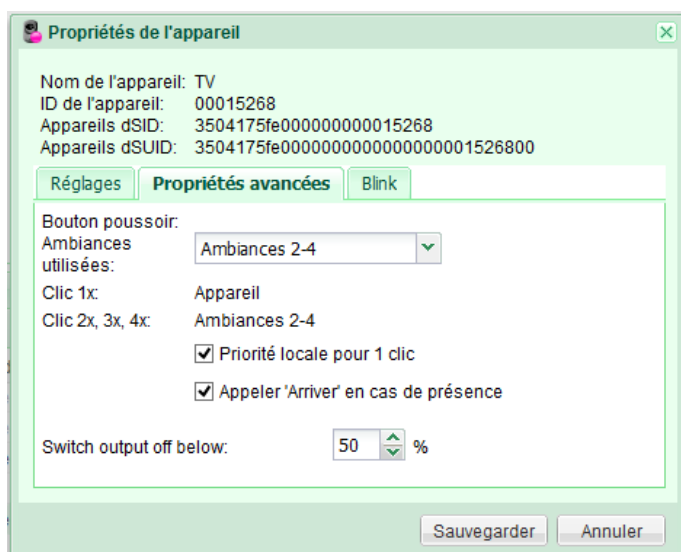 Propriétés de l'appareil
Nom de l'appareil: TV
ID de l'appareil: 00015268
Appareils dSID: 3504175fe000000000015268
Appareils dSUID: 3504175fe0000000000000000001526800
Réglages Propriétés avancées Blink
Bouton poussoir:
Ambiances utilisées: Ambiances 2-4
Clic 1x: Appareil
Clic 2x, 3x, 4x: Ambiances 2-4
Priorité locale pour 1 clic
Appeler 'Arriver' en cas de présence
Switch output off below: 50 %
Sauvegarder Annuler